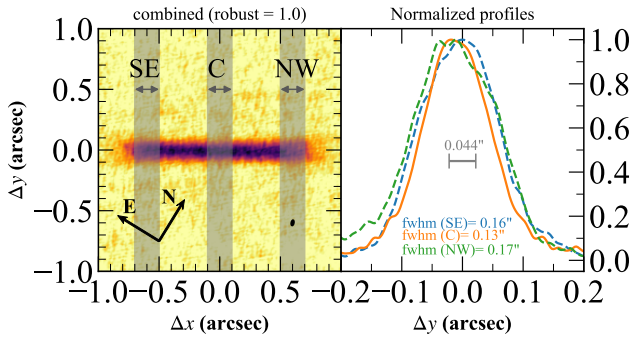 combined (robust = 1.0)
Normalized profiles
1.0
0.5
0.0
−0.5
−1.0
Δy (arcsec)
SE
C
NW
E
N
−1.0
−0.5
0.0
0.5
Δx (arcsec)
0.044"
fwhm (SE)= 0.16"
fwhm (C)= 0.13"
fwhm (NW)= 0.17"
1.0
0.8
0.6
0.4
0.2
0.0
−0.2
−0.1
0.0
0.1
0.2
Δy (arcsec)